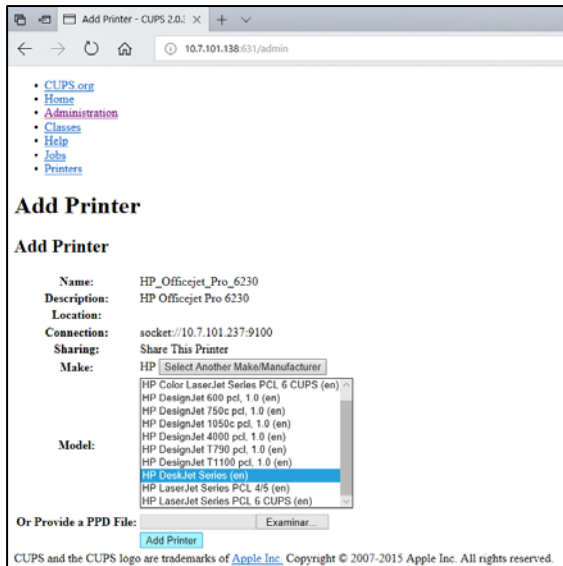 Add Printer - CUPS 2.0.3
10.7.101.138:631/admin
CUPS.org
Home
Administration
Classes
Help
Jobs
Printers
Add Printer
Add Printer
Name: HP_Officejet_Pro_6230
Description: HP Officejet Pro 6230
Location:
Connection: socket://10.7.101.237:9100
Sharing: Share This Printer
Make: HP Select Another Make/Manufacturer
Model:
HP Color LaserJet Series PCL 6 CUPS (en)
HP DesignJet 600 pcl, 1.0 (en)
HP DesignJet 750c pcl, 1.0 (en)
HP DesignJet 1050c pcl, 1.0 (en)
HP DesignJet 4000 pcl, 1.0 (en)
HP DesignJet T790 pcl, 1.0 (en)
HP DesignJet T1100 pcl, 1.0 (en)
HP DeskJet Series (en)
HP LaserJet Series PCL 4/5 (en)
HP LaserJet Series PCL 6 CUPS (en)
Or Provide a PPD File: Examinar...
Add Printer
CUPS and the CUPS logo are trademarks of Apple Inc. Copyright © 2007-2015 Apple Inc. All rights reserved.